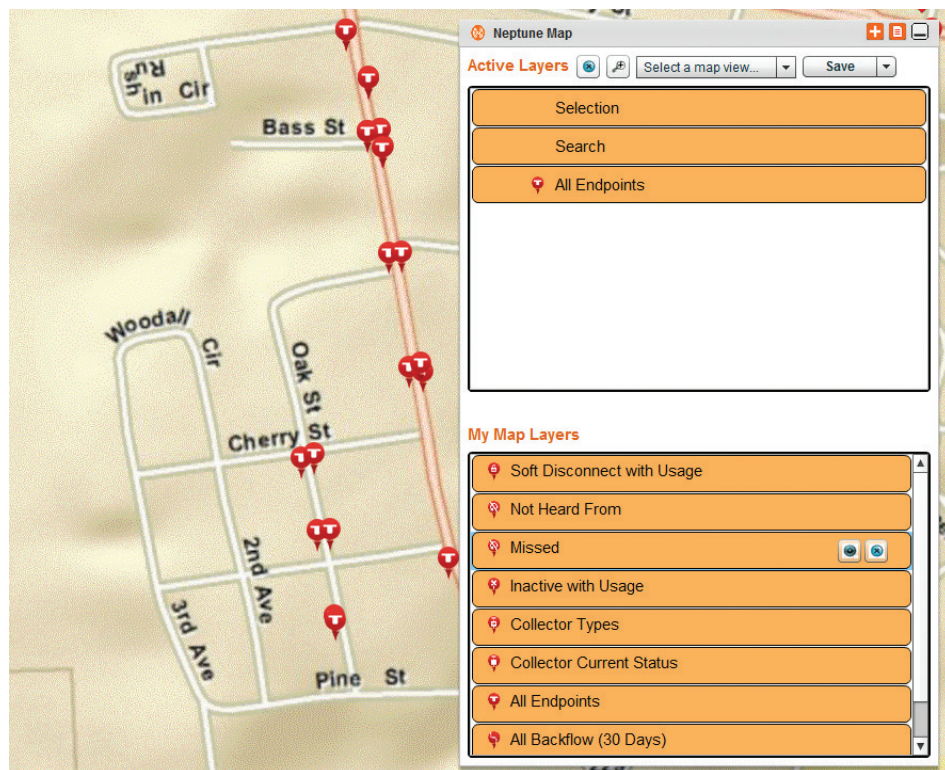 Neptune Map
Active Layers
Select a map view...
Save
Selection
Search
All Endpoints
My Map Layers
Soft Disconnect with Usage
Not Heard From
Missed
Inactive with Usage
Collector Types
Collector Current Status
All Endpoints
All Backflow (30 Days)
Rushin Cir
Bass St
Woodall Cir
Oak St
Cherry St
2nd Ave
3rd Ave
Pine St